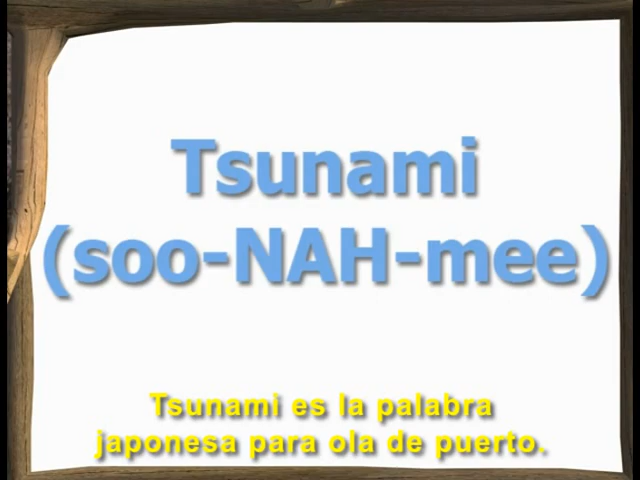 Tsunami
(soo-NAH-mee)
Tsunami es la palabra
japonesa para ola de puerto.